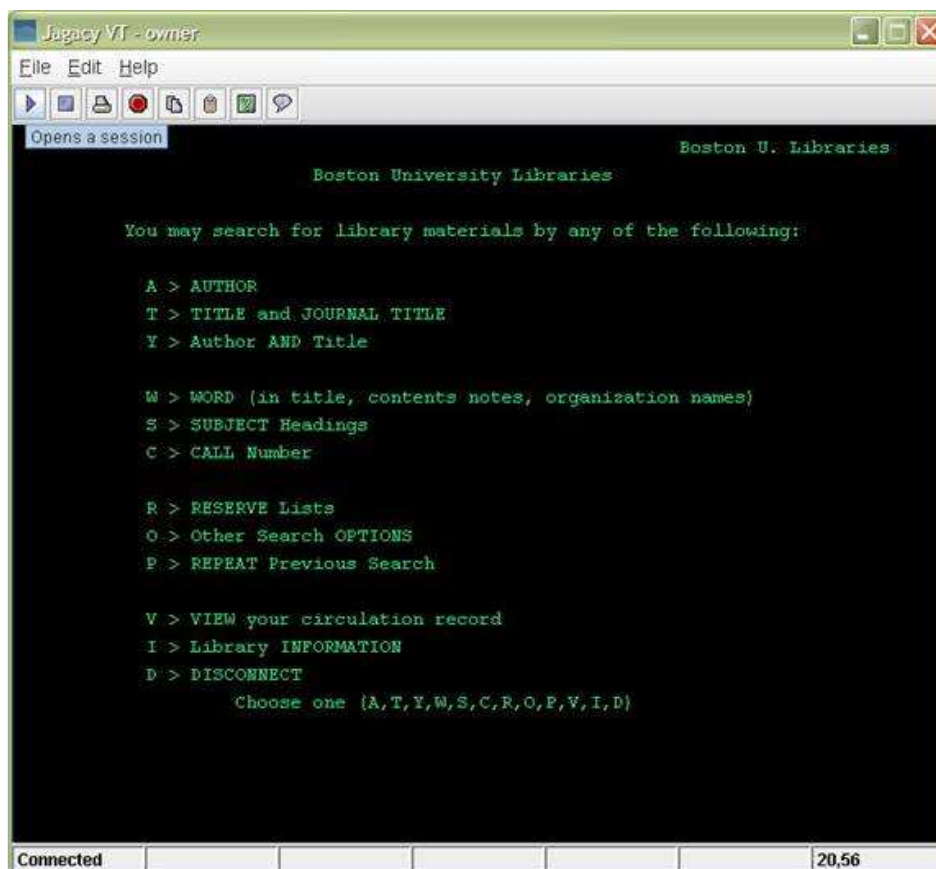 Jagacy VT - owner
File Edit Help
Opens a session
Boston U. Libraries
Boston University Libraries
You may search for library materials by any of the following:
A > AUTHOR
T > TITLE and JOURNAL TITLE
Y > Author AND Title
W > WORD (in title, contents notes, organization names)
S > SUBJECT Headings
C > CALL Number
R > RESERVE Lists
O > Other Search OPTIONS
P > REPEAT Previous Search
V > VIEW your circulation record
I > Library INFORMATION
D > DISCONNECT
Choose one (A,T,Y,W,S,C,R,O,P,V,I,D)
Connected 20,56